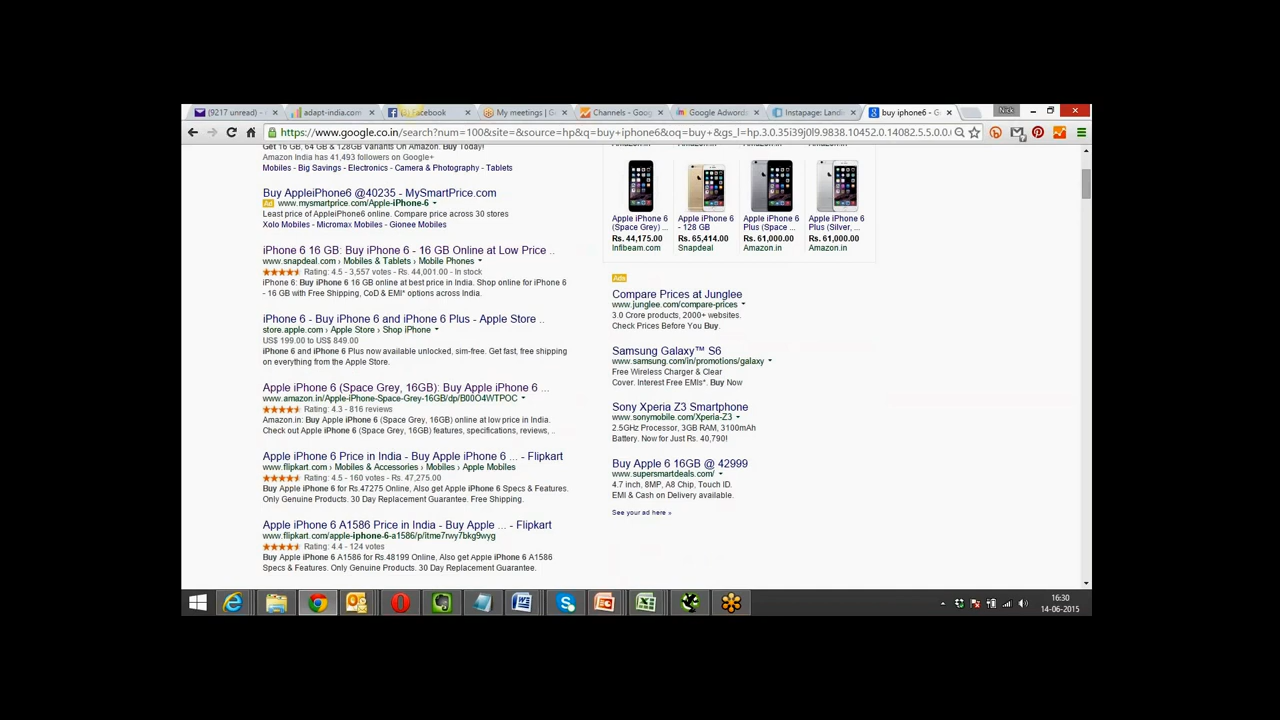 (9217 unread) -
adapt-india.com
Facebook
My meetings | G
Channels - Goog
Google Adword
Instapage: Landi
buy iphone6 - G
Nick
https://www.google.co.in/search?num=100&site=&source=hp&q=buy+iphone6&oq=buy+&gs_l=hp.3.0.35i39j0l9.9838.10452.0.14082.5.5.0.0.
Get 16 GB, 64 GB & 128GB Variants On Amazon. Buy Today!
Amazon India has 41,493 followers on Google+
Mobiles - Big Savings - Electronics - Camera & Photography - Tablets
Buy AppleiPhone6 @40235 - MySmartPrice.com
Ad www.mysmartprice.com/Apple-iPhone-6
Least price of AppleiPhone6 online. Compare price across 30 stores
Xolo Mobiles - Micromax Mobiles - Gionee Mobiles
iPhone 6 16 GB: Buy iPhone 6 - 16 GB Online at Low Price ...
www.snapdeal.com › Mobiles & Tablets › Mobile Phones
Rating: 4.5 - 3,557 votes - Rs. 44,001.00 - In stock
iPhone 6: Buy iPhone 6 16 GB online at best price in India. Shop online for iPhone 6
- 16 GB with Free Shipping, CoD & EMI* options across India.
iPhone 6 - Buy iPhone 6 and iPhone 6 Plus - Apple Store ...
store.apple.com › Apple Store › Shop iPhone
US$ 199.00 to US$ 849.00
iPhone 6 and iPhone 6 Plus now available unlocked, sim-free. Get fast, free shipping
on everything from the Apple Store.
Apple iPhone 6 (Space Grey, 16GB): Buy Apple iPhone 6 ...
www.amazon.in/Apple-iPhone-Space-Grey-16GB/dp/B00O4WTPOC
Rating: 4.3 - 816 reviews
Amazon.in: Buy Apple iPhone 6 (Space Grey, 16GB) online at low price in India.
Check out Apple iPhone 6 (Space Grey, 16GB) features, specifications, reviews, ...
Apple iPhone 6 Price in India - Buy Apple iPhone 6 ... - Flipkart
www.flipkart.com › Mobiles & Accessories › Mobiles › Apple Mobiles
Rating: 4.5 - 160 votes - Rs. 47,275.00
Buy Apple iPhone 6 for Rs.47275 Online, Also get Apple iPhone 6 Specs & Features.
Only Genuine Products. 30 Day Replacement Guarantee. Free Shipping.
Apple iPhone 6 A1586 Price in India - Buy Apple ... - Flipkart
www.flipkart.com/apple-iphone-6-a1586/p/itme7rwy7bkg9wyg
Rating: 4.4 - 124 votes
Buy Apple iPhone 6 A1586 for Rs.48199 Online, Also get Apple iPhone 6 A1586
Specs & Features. Only Genuine Products. 30 Day Replacement Guarantee.
Apple iPhone 6 (Space Grey) ... Rs. 44,175.00 Infibeam.com
Apple iPhone 6 - 128 GB Rs. 65,414.00 Snapdeal
Apple iPhone 6 Plus (Space ... Rs. 61,000.00 Amazon.in
Apple iPhone 6 Plus (Silver, ... Rs. 61,000.00 Amazon.in
Ads
Compare Prices at Junglee
www.junglee.com/compare-prices
3.0 Crore products, 2000+ websites.
Check Prices Before You Buy.
Samsung Galaxy™ S6
www.samsung.com/in/promotions/galaxy
Free Wireless Charger & Clear
Cover. Interest Free EMIs*. Buy Now
Sony Xperia Z3 Smartphone
www.sonymobile.com/Xperia-Z3
2.5GHz Processor, 3GB RAM, 3100mAh
Battery. Now for Just Rs. 40,790!
Buy Apple 6 16GB @ 42999
www.supersmartdeals.com/
4.7 inch, 8MP, A8 Chip, Touch ID.
EMI & Cash on Delivery available.
See your ad here »
16:30
14-06-2015